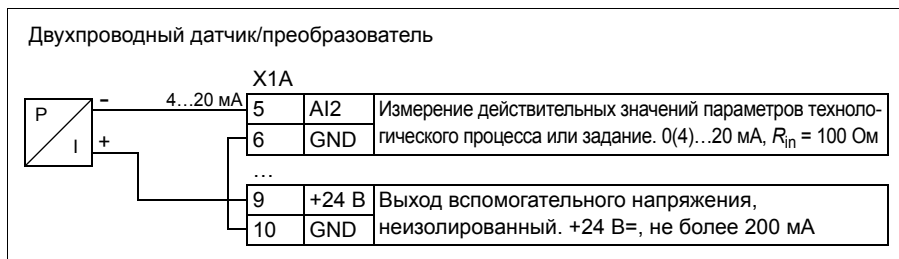 Двухпроводный датчик/преобразователь
X1A
P
I
-
+
4…20 мА
5 AI2 Измерение действительных значений параметров техноло-
6 GND гического процесса или задание. 0(4)…20 мА, Rin = 100 Ом
…
9 +24 В Выход вспомогательного напряжения,
10 GND неизолированный. +24 В=, не более 200 мА